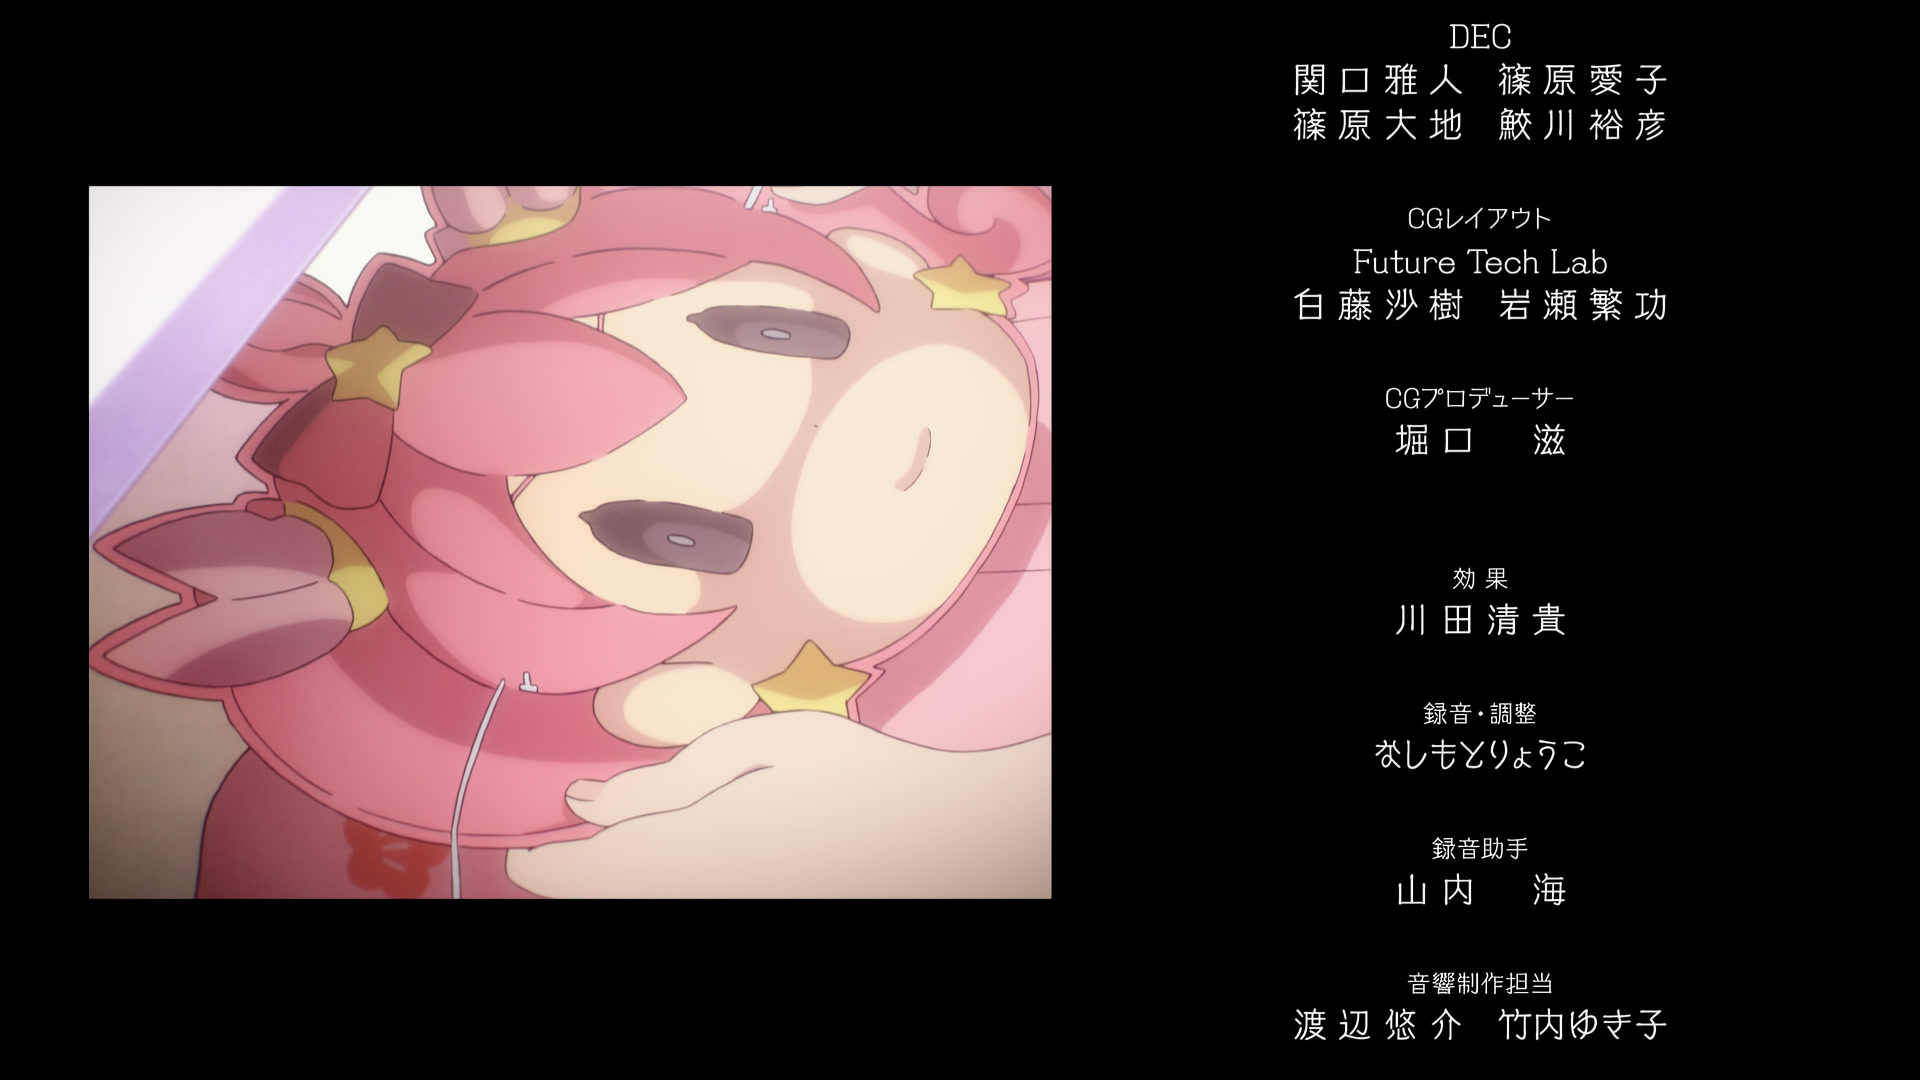 DEC
関口雅人 篠原愛子
篠原大地 鮫川裕彦
CGレイアウト
Future Tech Lab
白藤沙樹 岩瀬繁功
CGプロデューサー
堀口 滋
効果
川田清貴
録音・調整
なしもとりょうこ
録音助手
山内 海
音響制作担当
渡辺悠介 竹内ゆき子